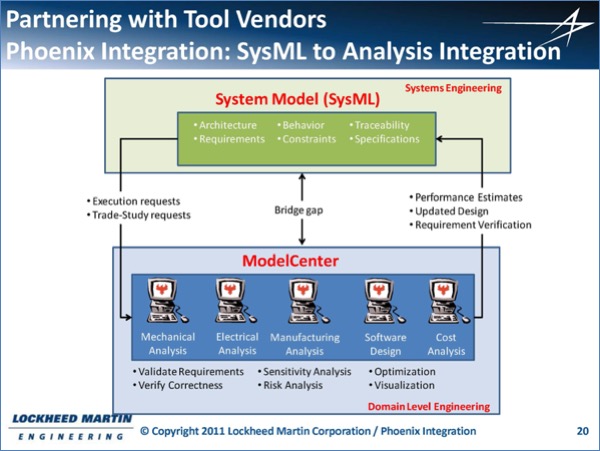 Partnering with Tool Vendors
Phoenix Integration: SysML to Analysis Integration
Systems Engineering
System Model (SysML)
• Architecture • Behavior • Traceability
• Requirements • Constraints • Specifications
• Execution requests
• Trade-Study requests
Bridge gap
• Performance Estimates
• Updated Design
• Requirement Verification
ModelCenter
Mechanical Analysis
Electrical Analysis
Manufacturing Analysis
Software Design
Cost Analysis
• Validate Requirements • Sensitivity Analysis • Optimization
• Verify Correctness • Risk Analysis • Visualization
Domain Level Engineering
LOCKHEED MARTIN
ENGINEERING
© Copyright 2011 Lockheed Martin Corporation / Phoenix Integration
20